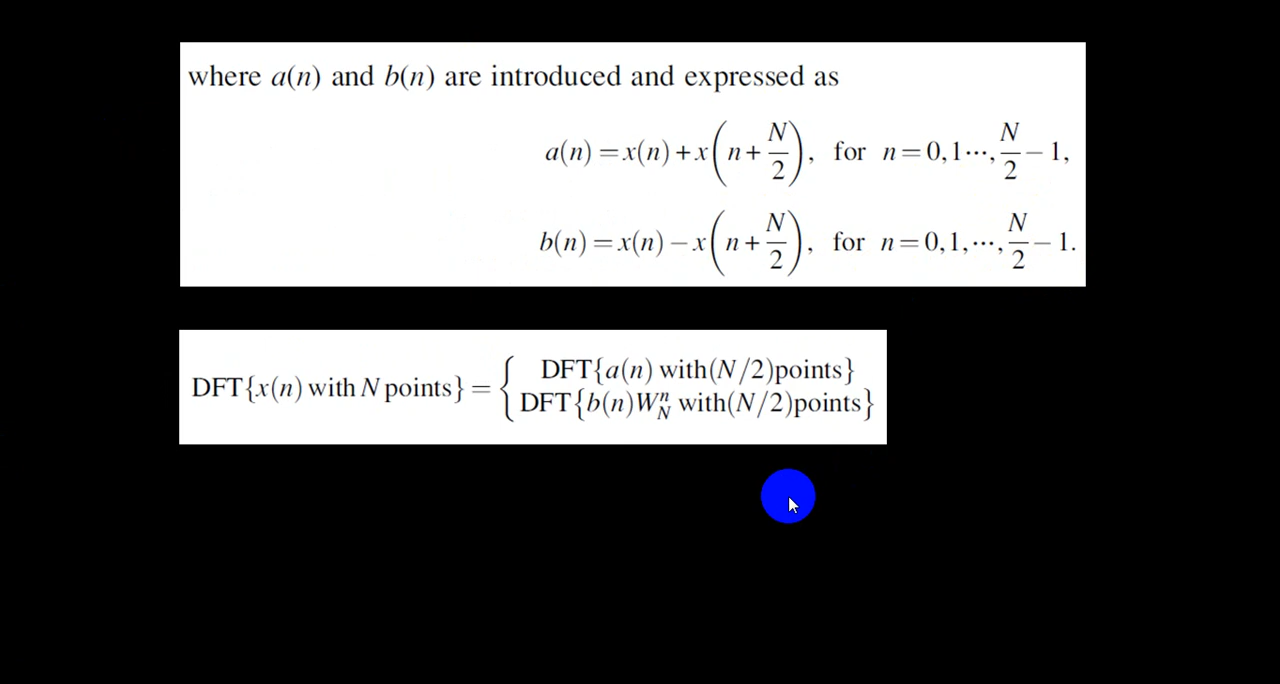 where a(n) and b(n) are introduced and expressed as
a(n) = x(n) + x(n + N/2), for n = 0, 1 ⋯, N/2 − 1,
b(n) = x(n) − x(n + N/2), for n = 0, 1, ⋯, N/2 − 1.
DFT{x(n) with N points} = { DFT{a(n) with(N/2)points}
DFT{b(n)W_N^n with(N/2)points}